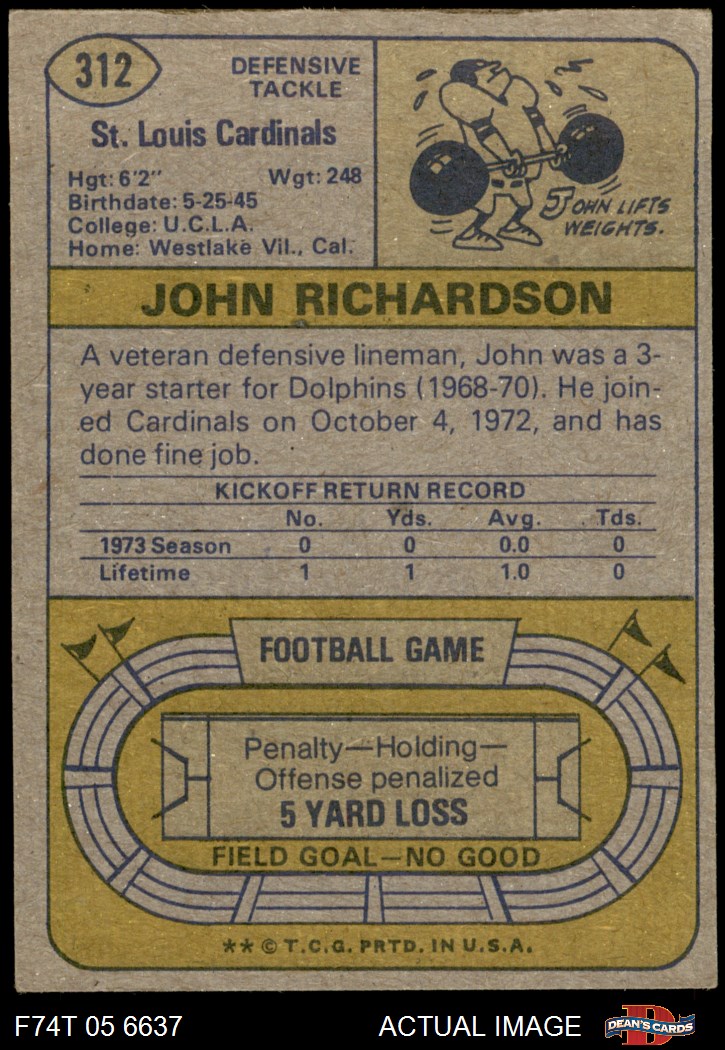 312
DEFENSIVE
TACKLE
St. Louis Cardinals
Hgt: 6'2" Wgt: 248
Birthdate: 5-25-45
College: U.C.L.A.
Home: Westlake Vil., Cal.
JOHN LIFTS
WEIGHTS.
JOHN RICHARDSON
A veteran defensive lineman, John was a 3-
year starter for Dolphins (1968-70). He join-
ed Cardinals on October 4, 1972, and has
done fine job.
KICKOFF RETURN RECORD
No. Yds. Avg. Tds.
1973 Season 0 0 0.0 0
Lifetime 1 1 1.0 0
FOOTBALL GAME
Penalty—Holding—
Offense penalized
5 YARD LOSS
FIELD GOAL—NO GOOD
** © T.C.G. PRTD. IN U.S.A.
F74T 05 6637 ACTUAL IMAGE
D
DEAN'S CARDS